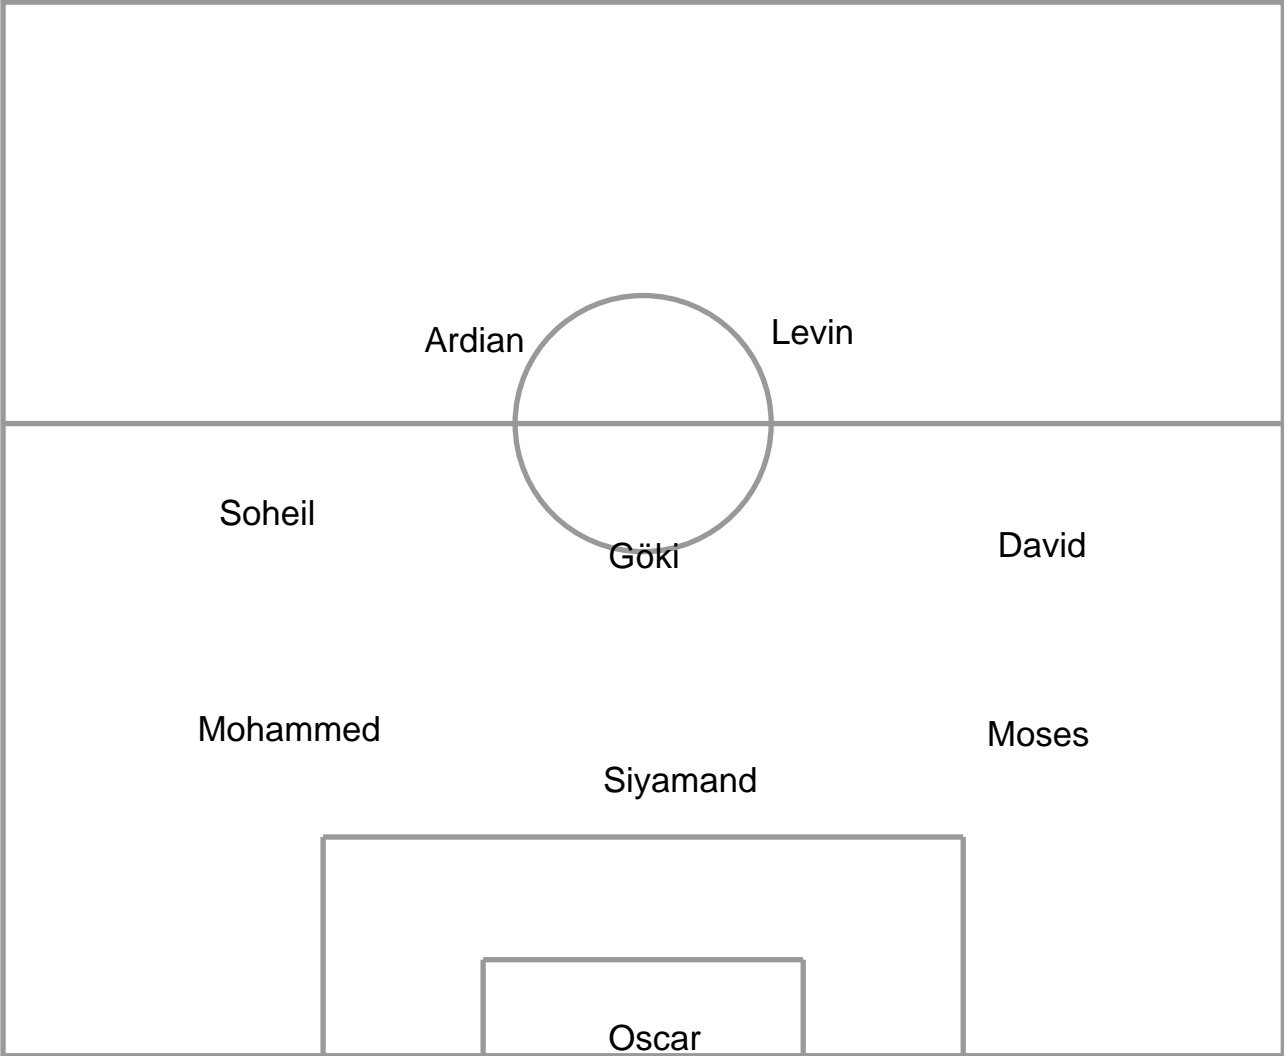 Ardian
Levin
Soheil
Göki
David
Mohammed
Moses
Siyamand
Oscar